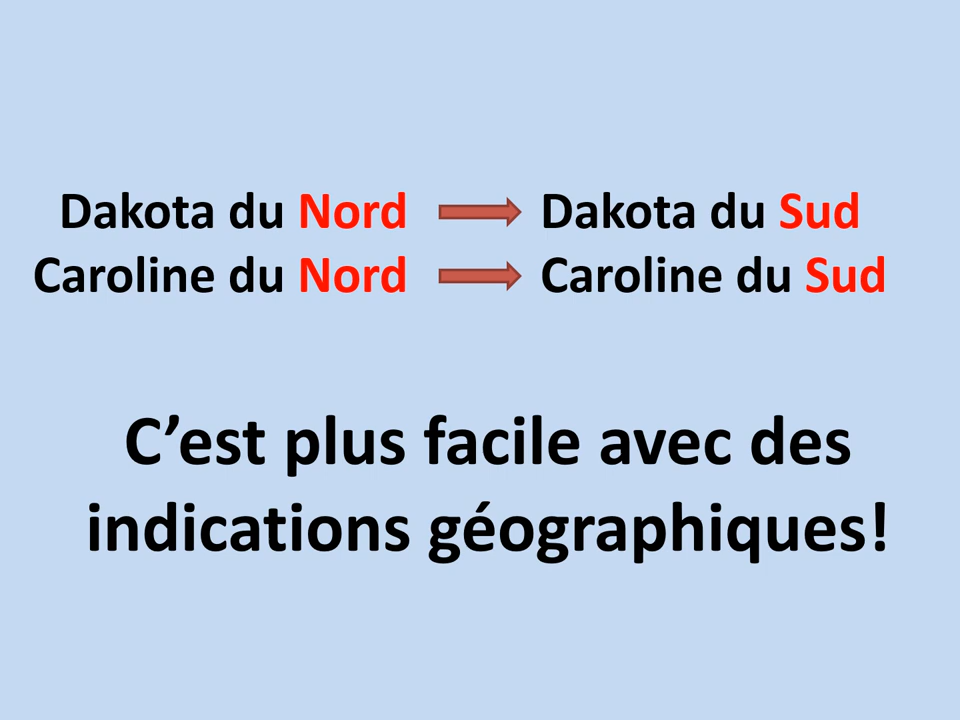 Dakota du Nord Dakota du Sud
Caroline du Nord Caroline du Sud
C’est plus facile avec des
indications géographiques!